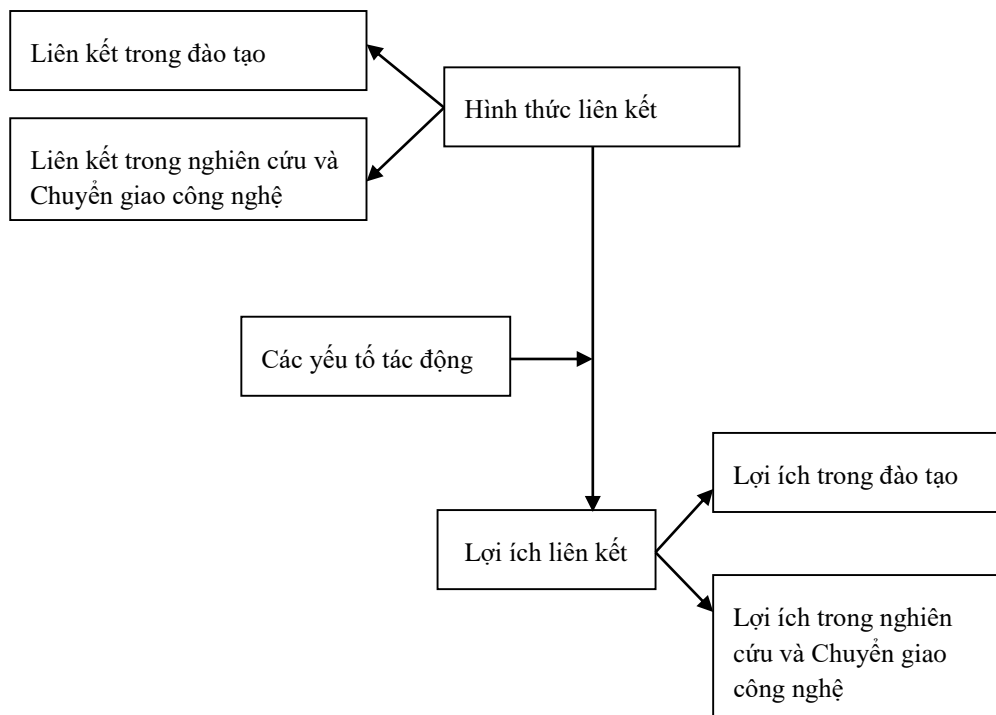 Liên kết trong đào tạo
Hình thức liên kết
Liên kết trong nghiên cứu và
Chuyển giao công nghệ
Các yếu tố tác động
Lợi ích trong đào tạo
Lợi ích liên kết
Lợi ích trong nghiên
cứu và Chuyển giao
công nghệ